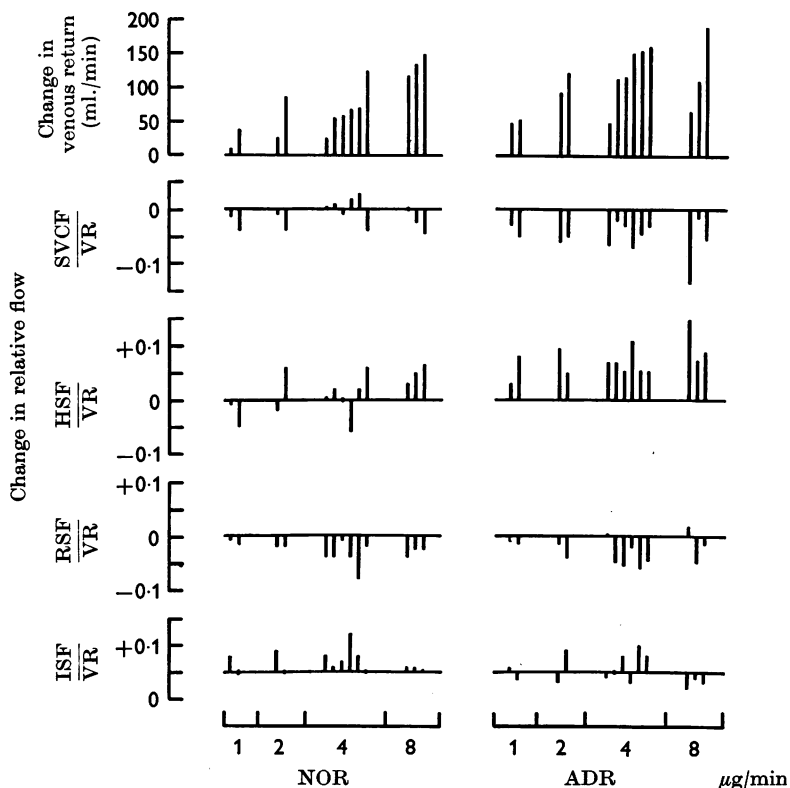 Change in
venous return
(ml./min)
200
150
100
50
0
Change in relative flow
SVCF
VR
0
−0·1
HSF
VR
+0·1
0
−0·1
RSF
VR
+0·1
0
−0·1
ISF
VR
+0·1
0
1 2 4 8 1 2 4 8
NOR ADR µg/min